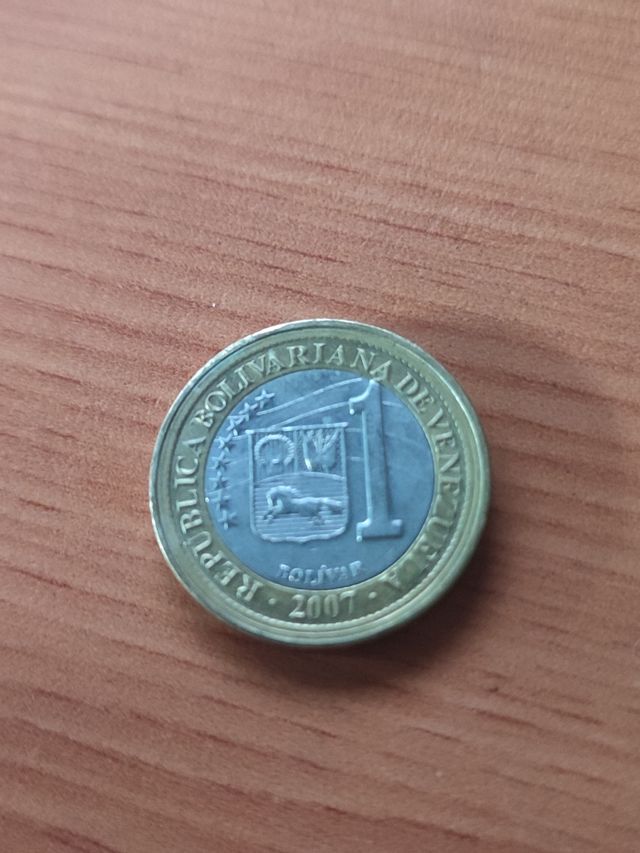 REPÚBLICA BOLIVARIANA DE VENEZUELA
1
BOLÍVAR
· 2007 ·